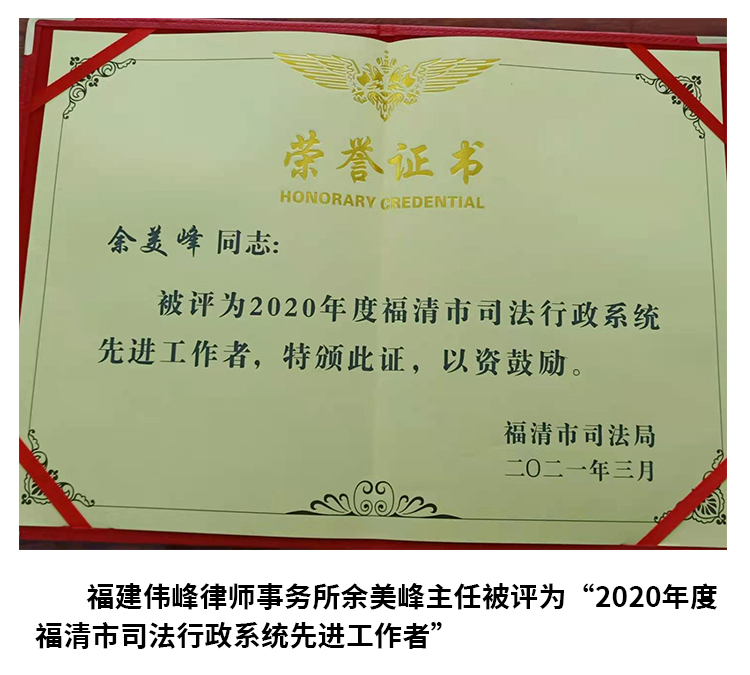 荣誉证书
HONORARY CREDENTIAL
余美峰 同志:
被评为2020年度福清市司法行政系统
先进工作者，特颁此证，以资鼓励。
福清市司法局
二〇二一年三月
福建伟峰律师事务所余美峰主任被评为“2020年度
福清市司法行政系统先进工作者”